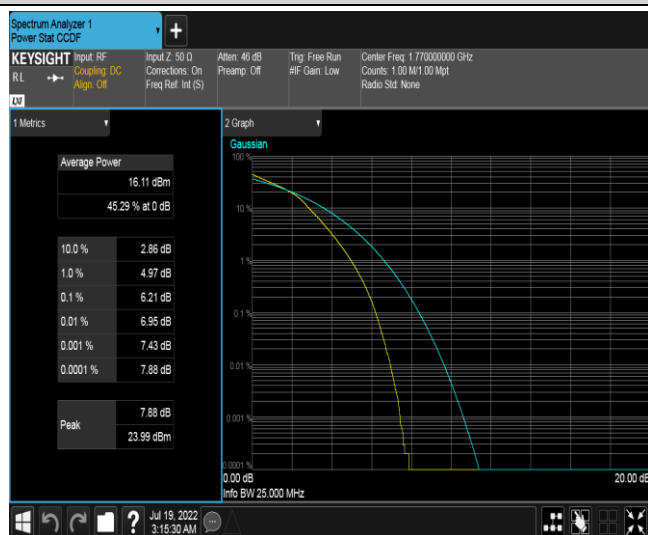 Spectrum Analyzer 1
Power Stat CCDF
+
KEYSIGHT
RL
LXI
Input: RF
Coupling: DC
Align: Off
Input Z: 50 Ω
Corrections: On
Freq Ref: Int (S)
Atten: 46 dB
Preamp: Off
Trig: Free Run
#IF Gain: Low
Center Freq: 1.770000000 GHz
Counts: 1.00 M/1.00 Mpt
Radio Std: None
1 Metrics
Average Power
16.11 dBm
45.29 % at 0 dB
10.0 % 2.86 dB
1.0 % 4.97 dB
0.1 % 6.21 dB
0.01 % 6.95 dB
0.001 % 7.43 dB
0.0001 % 7.88 dB
Peak
7.88 dB
23.99 dBm
2 Graph
Gaussian
100 %
10 %
1 %
0.1 %
0.01 %
0.001 %
0.0001 %
0.00 dB 20.00 dB
Info BW 25.000 MHz
?
Jul 19, 2022
3:15:30 AM